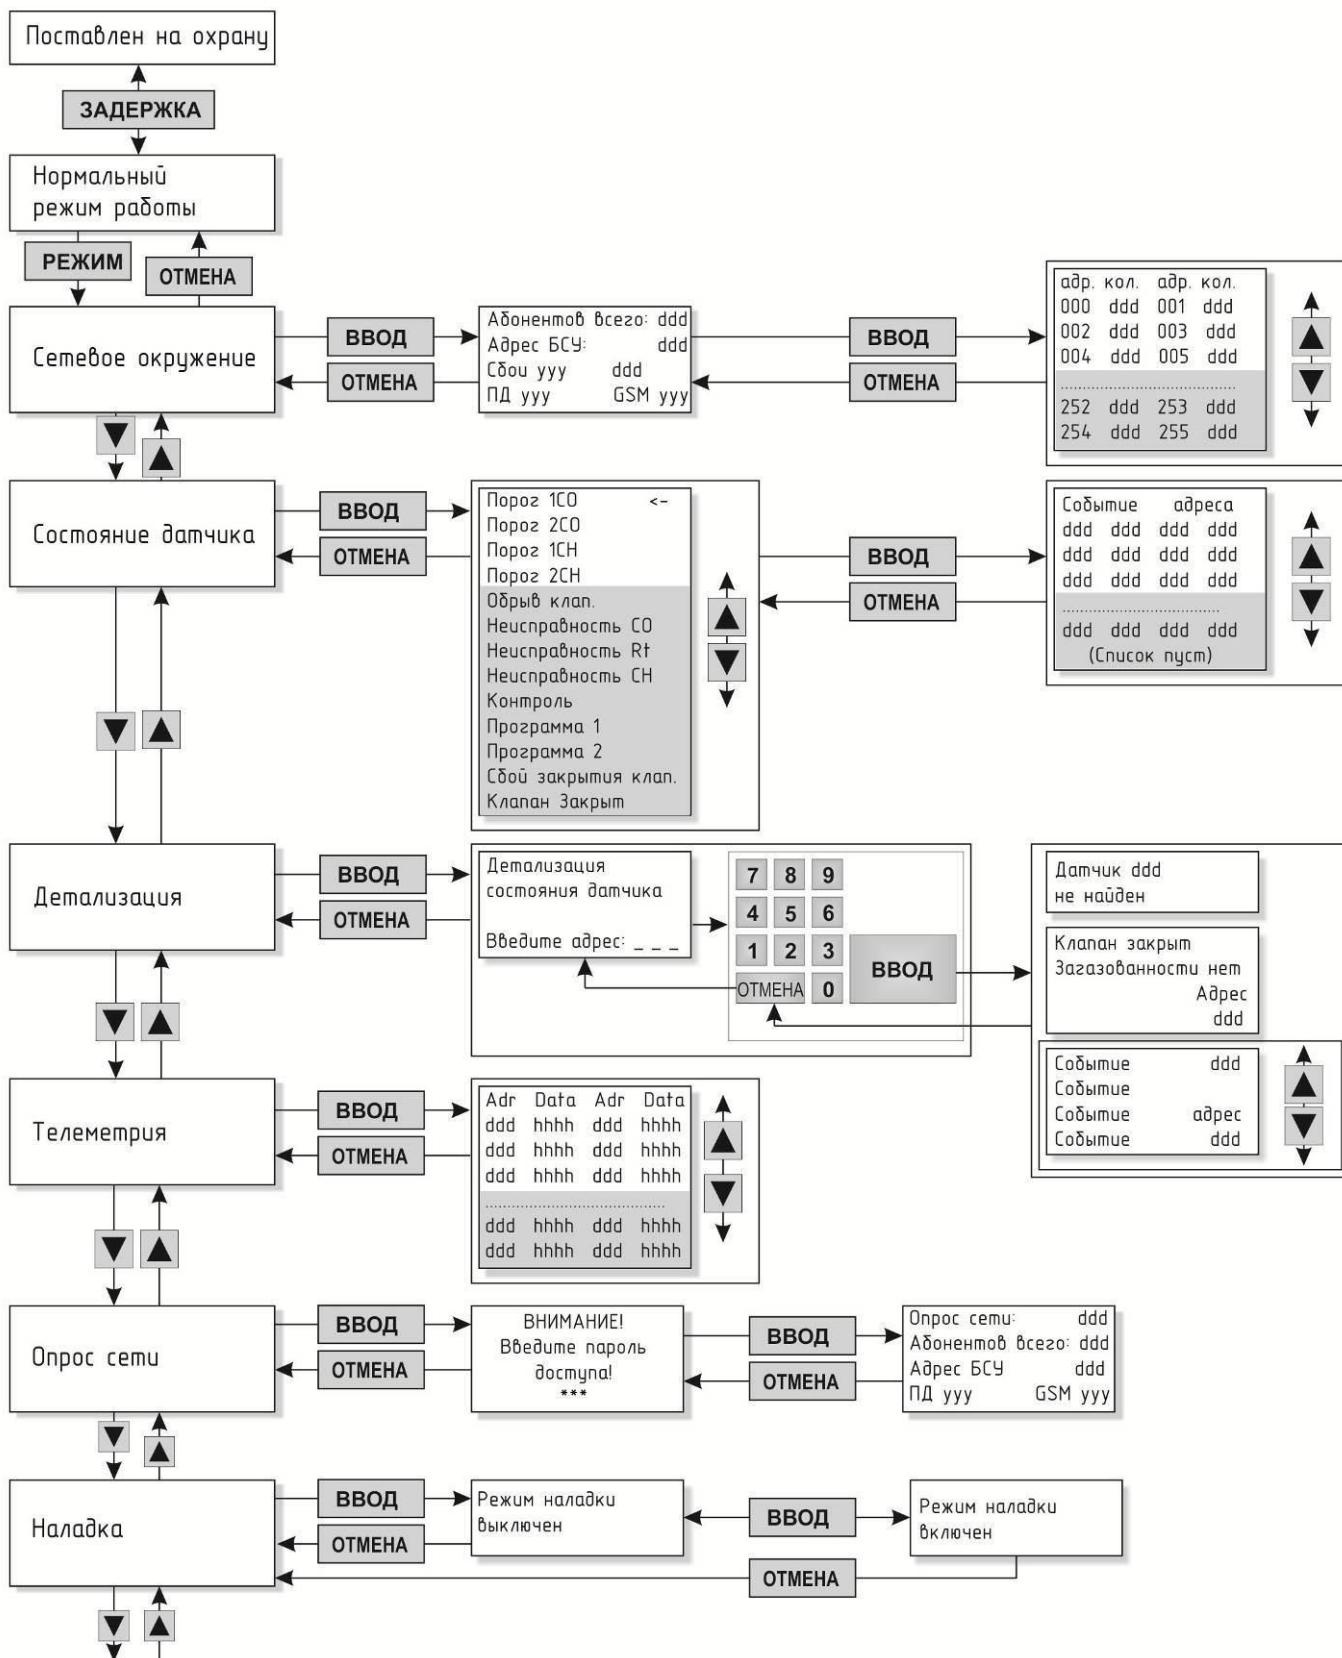 Поставлен на охрану
ЗАДЕРЖКА
Нормальный
режим работы
РЕЖИМ
ОТМЕНА
Сетевое окружение
ВВОД
ОТМЕНА
Абонентов всего: ddd
Адрес БСУ: ddd
Сбои yyy ddd
ПД yyy GSM yyy
ВВОД
ОТМЕНА
адр. кол. адр. кол.
000 ddd 001 ddd
002 ddd 003 ddd
004 ddd 005 ddd
........................................
252 ddd 253 ddd
254 ddd 255 ddd
Состояние датчика
ВВОД
ОТМЕНА
Порог 1CO <-
Порог 2CO
Порог 1CH
Порог 2CH
Обрыв клап.
Неисправность CO
Неисправность Rt
Неисправность CH
Контроль
Программа 1
Программа 2
Сбой закрытия клап.
Клапан Закрыт
ВВОД
ОТМЕНА
Событие адреса
ddd ddd ddd ddd
ddd ddd ddd ddd
ddd ddd ddd ddd
........................................
ddd ddd ddd ddd
(Список пуст)
Детализация
ВВОД
ОТМЕНА
Детализация
состояния датчика
Введите адрес: _ _ _
7 8 9
4 5 6
1 2 3
ОТМЕНА 0
ВВОД
Датчик ddd
не найден
Клапан закрыт
Загазованности нет
Адрес
ddd
Событие ddd
Событие
Событие адрес
Событие ddd
Телеметрия
ВВОД
ОТМЕНА
Adr Data Adr Data
ddd hhhh ddd hhhh
ddd hhhh ddd hhhh
ddd hhhh ddd hhhh
........................................
ddd hhhh ddd hhhh
ddd hhhh ddd hhhh
Опрос сети
ВВОД
ОТМЕНА
ВНИМАНИЕ!
Введите пароль
доступа!
***
ВВОД
ОТМЕНА
Опрос сети: ddd
Абонентов всего: ddd
Адрес БСУ ddd
ПД yyy GSM yyy
Наладка
ВВОД
ОТМЕНА
Режим наладки
выключен
ВВОД
ОТМЕНА
Режим наладки
включен